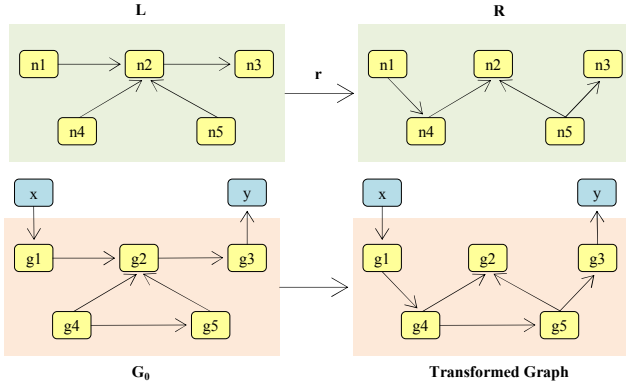 L
R
n1 n2 n3
n4 n5
r
n1 n2 n3
n4 n5
x y
g1 g2 g3
g4 g5
x y
g1 g2 g3
g4 g5
G₀
Transformed Graph